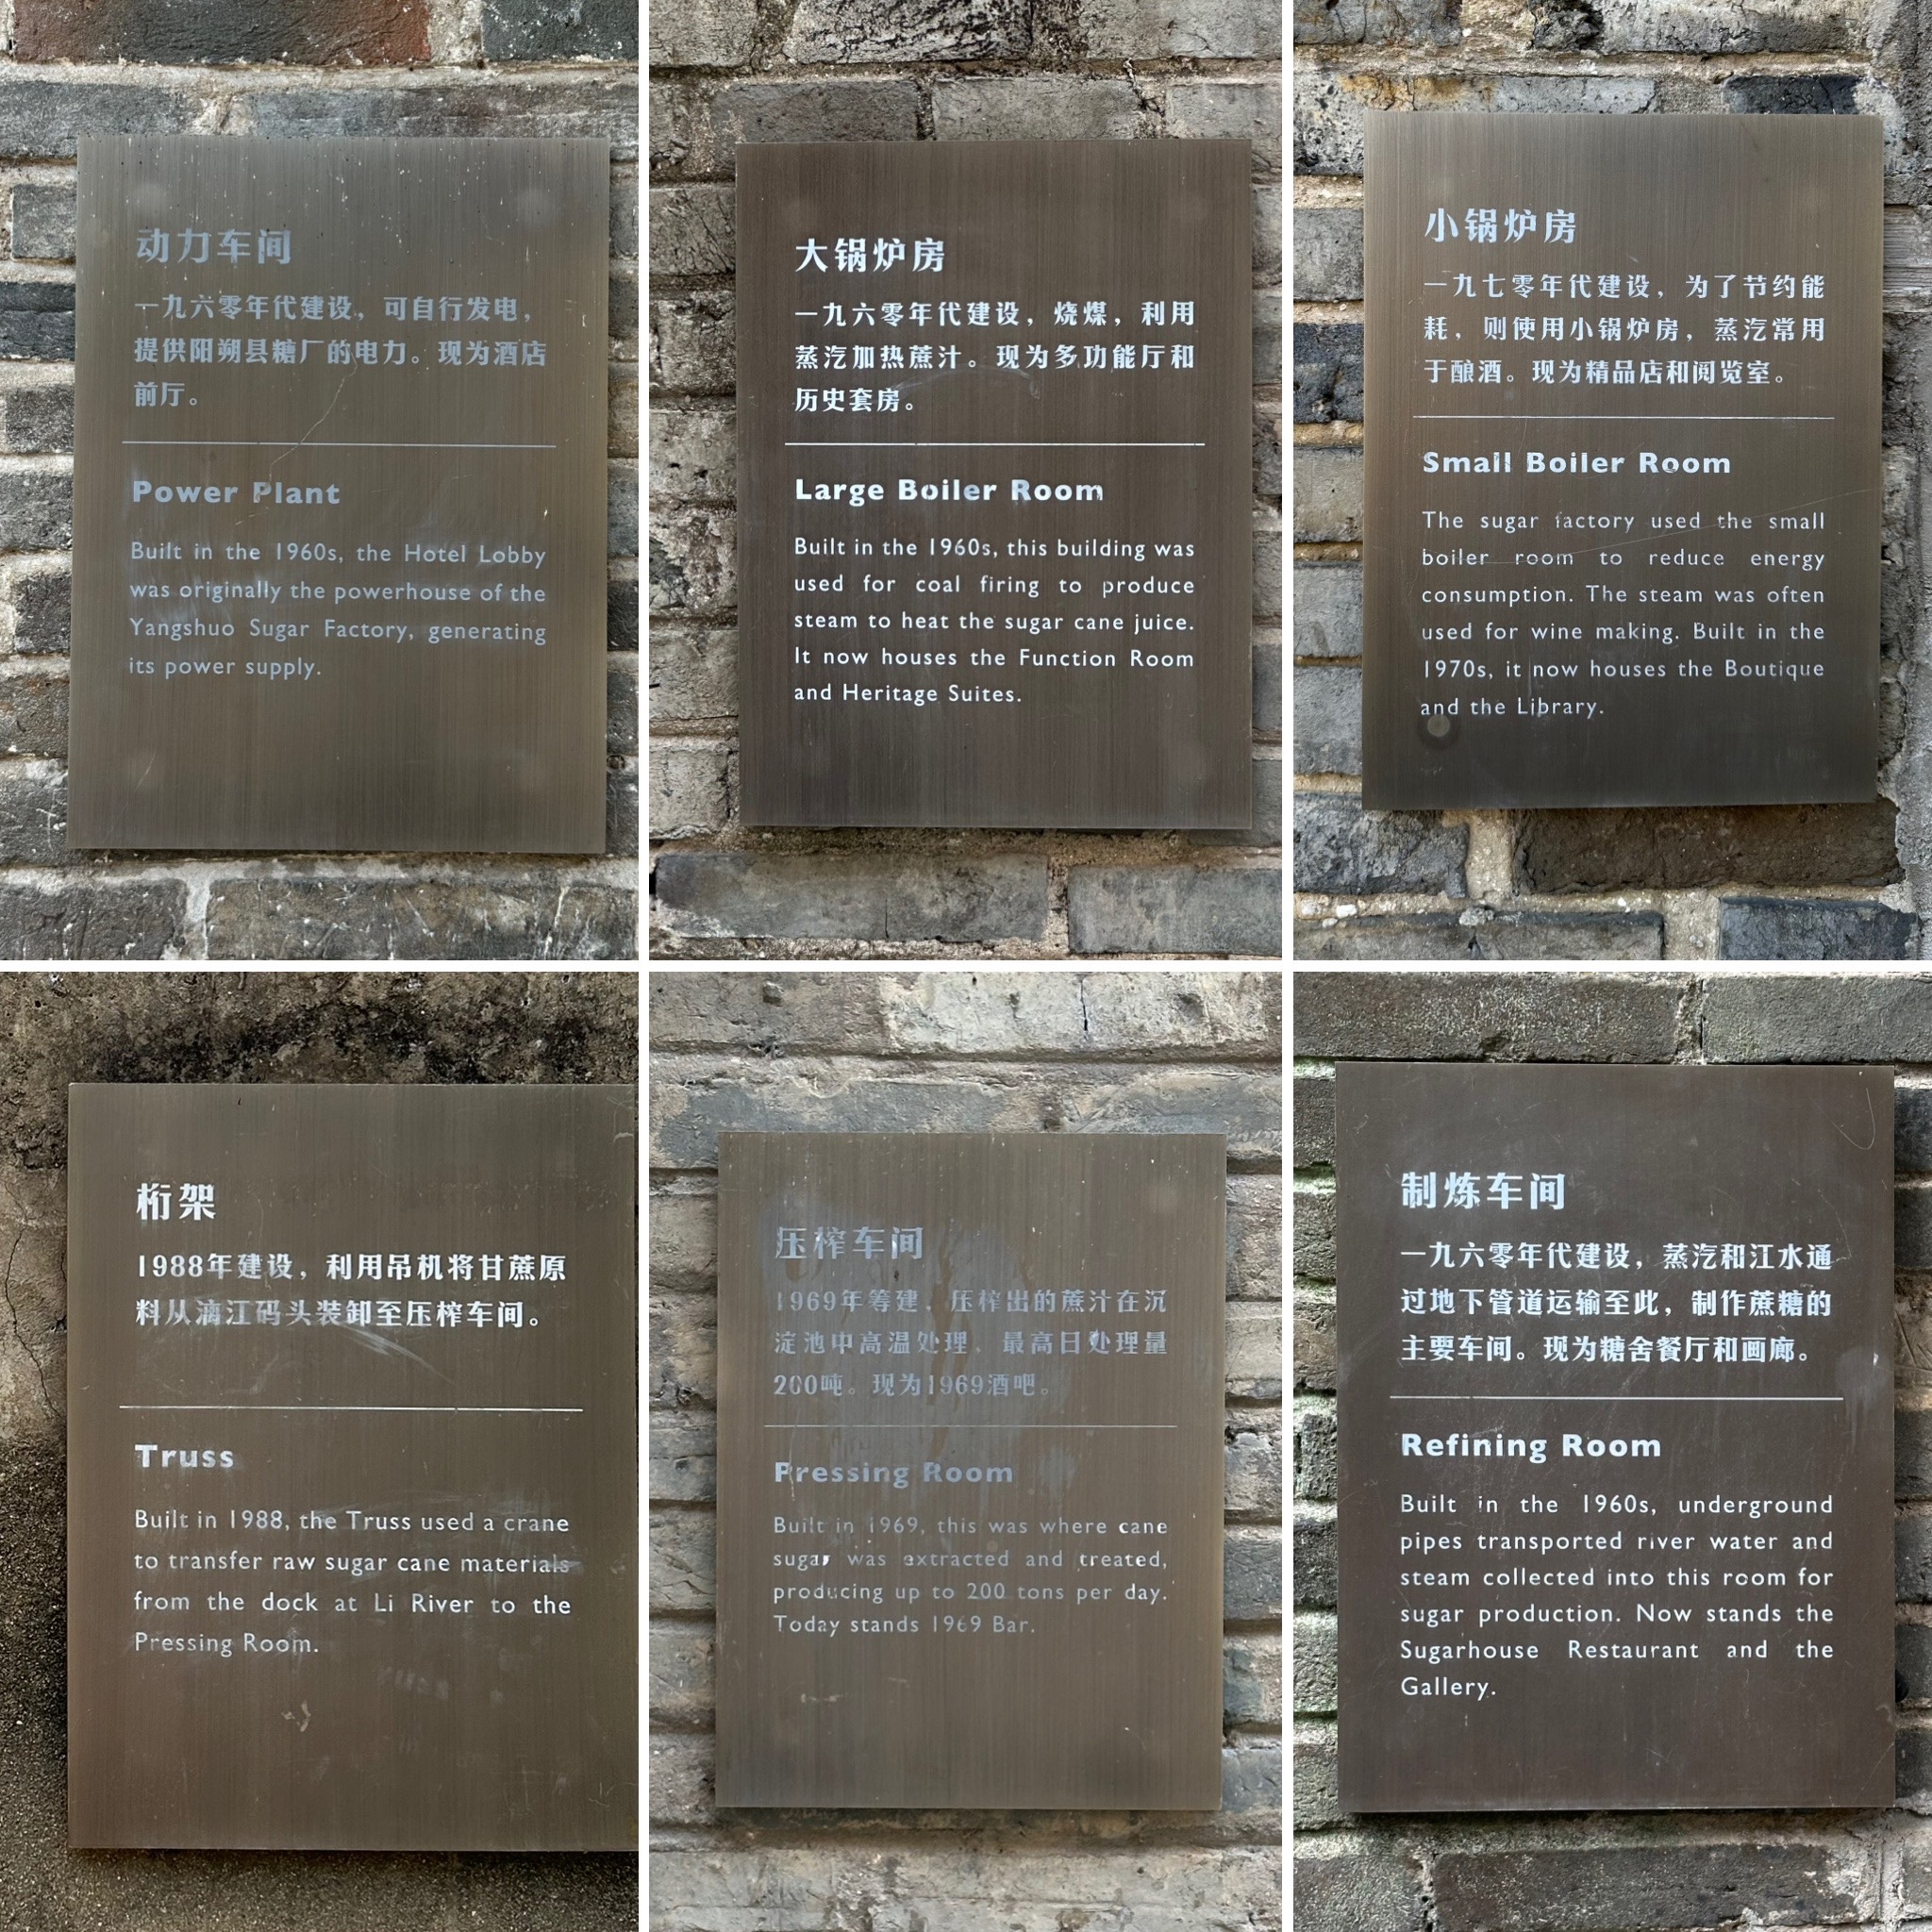 动力车间
一九六零年代建设，可自行发电，
提供阳朔县糖厂的电力。现为酒店
前厅。
Power Plant
Built in the 1960s, the Hotel Lobby
was originally the powerhouse of the
Yangshuo Sugar Factory, generating
its power supply.
大锅炉房
一九六零年代建设，烧煤，利用
蒸汽加热蔗汁。现为多功能厅和
历史套房。
Large Boiler Room
Built in the 1960s, this building was
used for coal firing to produce
steam to heat the sugar cane juice.
It now houses the Function Room
and Heritage Suites.
小锅炉房
一九七零年代建设，为了节约能
耗，则使用小锅炉房，蒸汽常用
于酿酒。现为精品店和阅览室。
Small Boiler Room
The sugar factory used the small
boiler room to reduce energy
consumption. The steam was often
used for wine making. Built in the
1970s, it now houses the Boutique
and the Library.
桁架
1988年建设，利用吊机将甘蔗原
料从漓江码头装卸至压榨车间。
Truss
Built in 1988, the Truss used a crane
to transfer raw sugar cane materials
from the dock at Li River to the
Pressing Room.
压榨车间
1969年筹建，压榨出的蔗汁在沉
淀池中高温处理，最高日处理量
200吨。现为1969酒吧。
Pressing Room
Built in 1969, this was where cane
sugar was extracted and treated,
producing up to 200 tons per day.
Today stands 1969 Bar.
制炼车间
一九六零年代建设，蒸汽和江水通
过地下管道运输至此，制作蔗糖的
主要车间。现为糖舍餐厅和画廊。
Refining Room
Built in the 1960s, underground
pipes transported river water and
steam collected into this room for
sugar production. Now stands the
Sugarhouse Restaurant and the
Gallery.